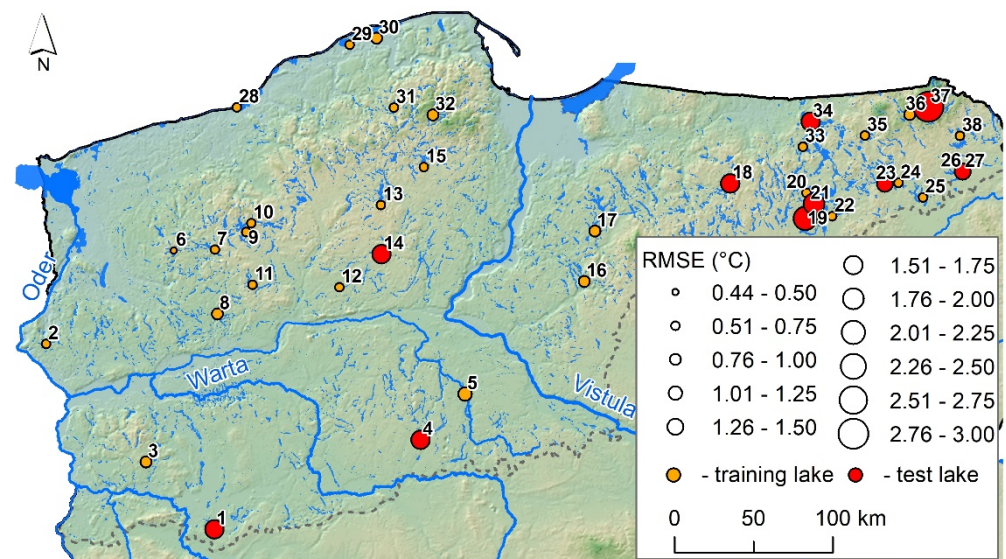 29 30
N
28
31
32
37
36
34
35
38
33
15
18
26 27
23 24
13
20
21
25
10
17
19
22
9
6
7
14
RMSE (°C)
1.51 - 1.75
11
12
16
0.44 - 0.50
1.76 - 2.00
Oder
8
0.51 - 0.75
2.01 - 2.25
2
0.76 - 1.00
2.26 - 2.50
Warta
5
Vistula
1.01 - 1.25
2.51 - 2.75
4
1.26 - 1.50
2.76 - 3.00
3
- training lake
- test lake
1
0 50 100 km